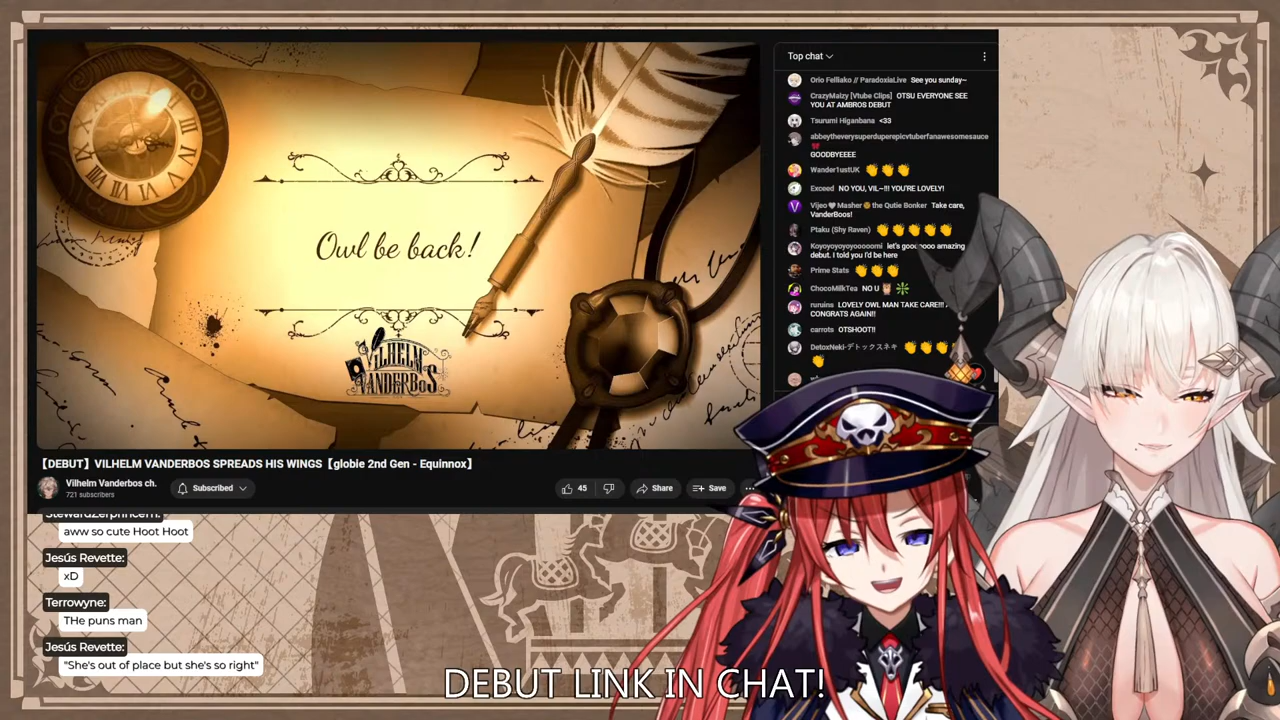 Owl be back!
VILHELM
VANDERBOS
【DEBUT】VILHELM VANDERBOS SPREADS HIS WINGS【globie 2nd Gen - Equinnox】
Vilhelm Vanderbos ch.
721 subscribers
Subscribed
45
Share
Save
Top chat
Orio Felliako // ParadoxiaLive See you sunday~
CrazyMaizy [Vtube Clips] OTSU EVERYONE SEE
YOU AT AMBROS DEBUT
Tsurumi Higanbana <33
abbeytheverysuperduperepicvtuberfanawesomesauce
GOODBYEEEE
Wander1ustUK 👏👏👏
Exceed NO YOU, VIL~!!! YOU'RE LOVELY!
Vijeo🤍Masher🍪the Qutie Bonker Take care,
VanderBoos!
Ptaku (Shy Raven) 👏👏👏👏👏
Koyoyoyoyoyooooomi let's goooooo amazing
debut. I told you I'd be here
Prime Stats 👏👏👏
ChocoMilkTea NO U 🦉
ruruins LOVELY OWL MAN TAKE CARE!!!
CONGRATS AGAIN!!
carrots OTSHOOT!!
DetoxNeki-デトックスネキ 👏👏👏
👏
aww so cute Hoot Hoot
Jesús Revette:
xD
Terrowyne:
THe puns man
Jesús Revette:
"She's out of place but she's so right"
DEBUT LINK IN CHAT!